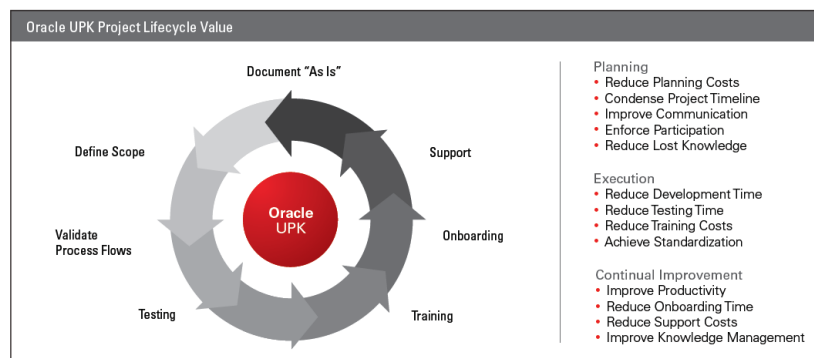 Oracle UPK Project Lifecycle Value
Document "As Is"
Define Scope
Validate
Process Flows
Testing
Training
Onboarding
Support
Oracle
UPK
Planning
• Reduce Planning Costs
• Condense Project Timeline
• Improve Communication
• Enforce Participation
• Reduce Lost Knowledge
Execution
• Reduce Development Time
• Reduce Testing Time
• Reduce Training Costs
• Achieve Standardization
Continual Improvement
• Improve Productivity
• Reduce Onboarding Time
• Reduce Support Costs
• Improve Knowledge Management